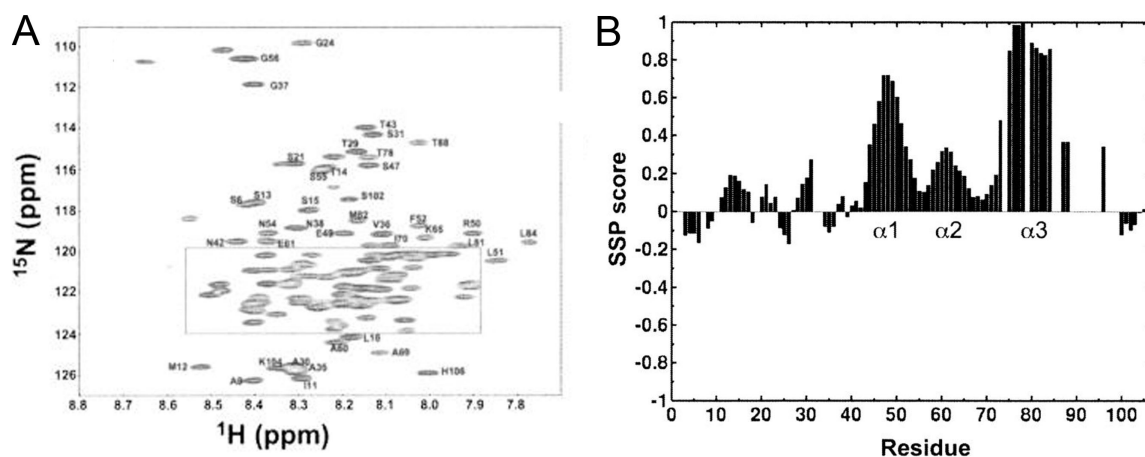 A
B
110
112
114
116
118
120
122
124
126
15N (ppm)
G24
G56
G37
T43
S31
T88
T29
S21
T78
S55
T14
S47
S6
S13
S15
S102
M82
N54
N38
F52
R50
E49
V36
K66
N42
E61
I70
L81
L84
L51
L16
A60
A69
M12
K104
A30
A35
H106
A9
I11
8.8 8.7 8.6 8.5 8.4 8.3 8.2 8.1 8.0 7.9 7.8
1H (ppm)
1
0.8
0.6
0.4
0.2
0
-0.2
-0.4
-0.6
-0.8
-1
SSP score
α1 α2 α3
0 10 20 30 40 50 60 70 80 90 100
Residue